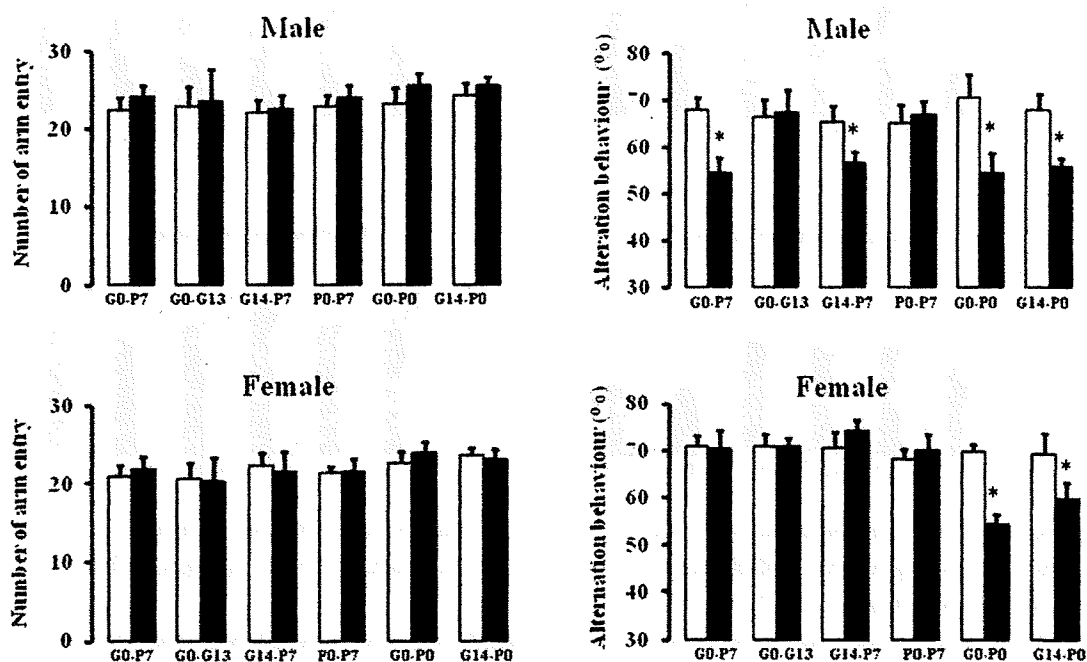 Male
Number of arm entry
30
20
10
0
G0-P7 G0-G13 G14-P7 P0-P7 G0-P0 G14-P0
Male
Alteration behaviour (%)
80
70
60
50
40
30
*
*
*
*
G0-P7 G0-G13 G14-P7 P0-P7 G0-P0 G14-P0
Female
Number of arm entry
30
20
10
0
G0-P7 G0-G13 G14-P7 P0-P7 G0-P0 G14-P0
Female
Alternation behaviour (%)
80
70
60
50
40
30
*
*
G0-P7 G0-G13 G14-P7 P0-P7 G0-P0 G14-P0